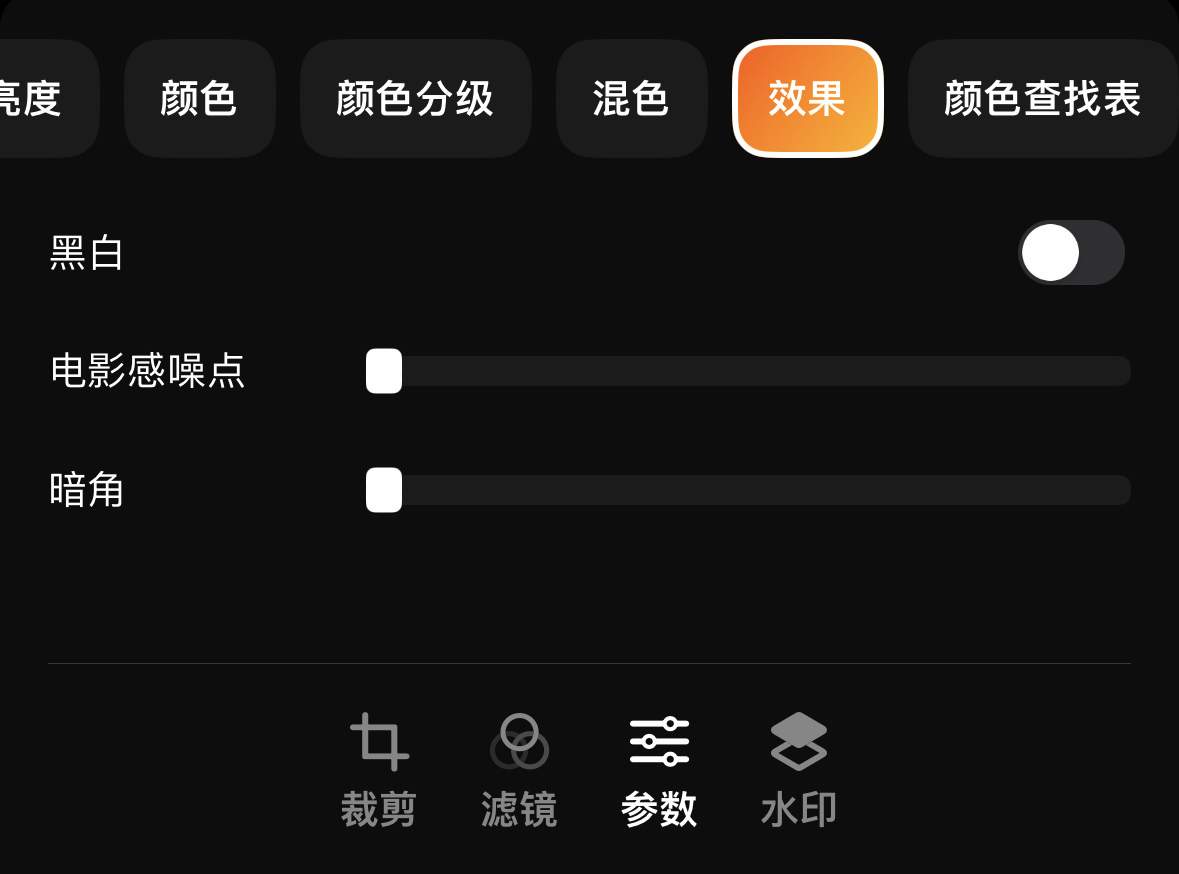 亮度 颜色 颜色分级 混色 效果 颜色查找表
黑白
电影感噪点
暗角
裁剪 滤镜 参数 水印